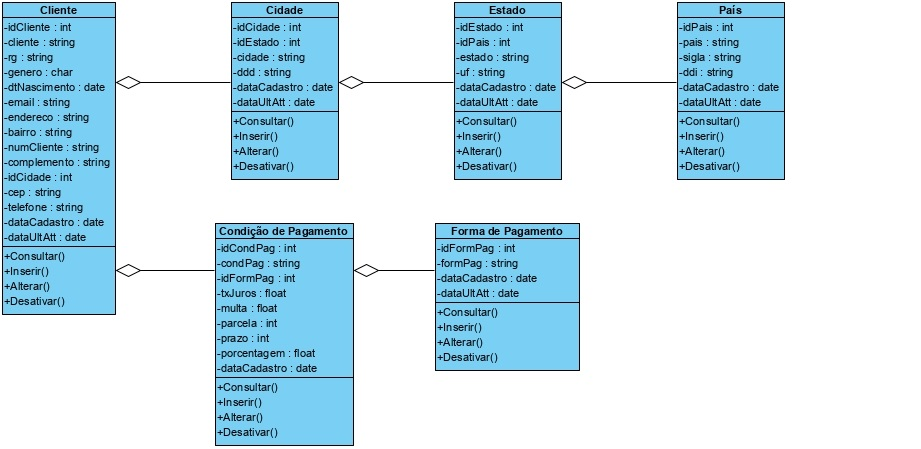 Cliente
-idCliente : int
-cliente : string
-rg : string
-genero : char
-dtNascimento : date
-email : string
-endereco : string
-bairro : string
-numCliente : string
-complemento : string
-idCidade : int
-cep : string
-telefone : string
-dataCadastro : date
-dataUltAtt : date
+Consultar()
+Inserir()
+Alterar()
+Desativar()
Cidade
-idCidade : int
-idEstado : int
-cidade : string
-ddd : string
-dataCadastro : date
-dataUltAtt : date
+Consultar()
+Inserir()
+Alterar()
+Desativar()
Estado
-idEstado : int
-idPais : int
-estado : string
-uf : string
-dataCadastro : date
-dataUltAtt : date
+Consultar()
+Inserir()
+Alterar()
+Desativar()
País
-idPais : int
-pais : string
-sigla : string
-ddi : string
-dataCadastro : date
-dataUltAtt : date
+Consultar()
+Inserir()
+Alterar()
+Desativar()
Condição de Pagamento
-idCondPag : int
-condPag : string
-idFormPag : int
-txJuros : float
-multa : float
-parcela : int
-prazo : int
-porcentagem : float
-dataCadastro : date
+Consultar()
+Inserir()
+Alterar()
+Desativar()
Forma de Pagamento
-idFormPag : int
-formPag : string
-dataCadastro : date
-dataUltAtt : date
+Consultar()
+Inserir()
+Alterar()
+Desativar()